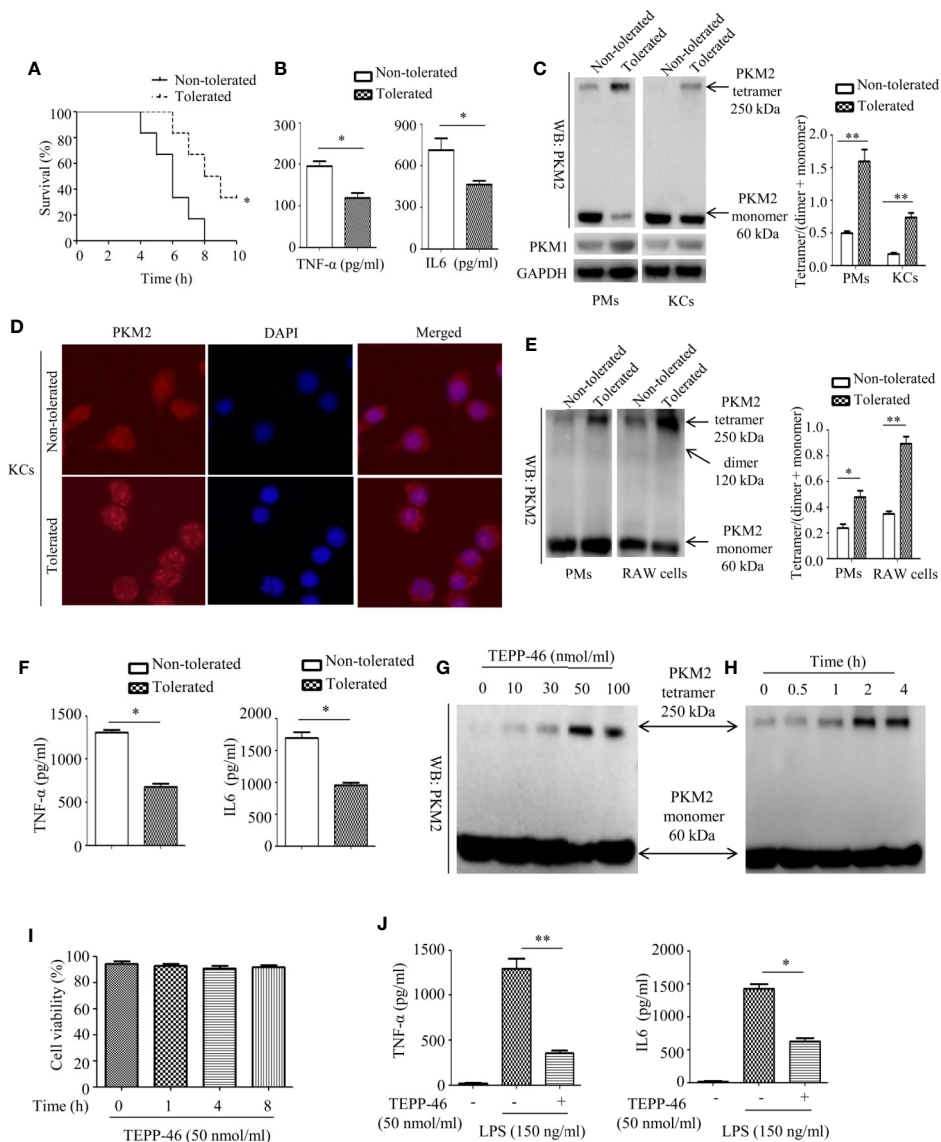 A
Non-tolerated
Tolerated
Survival (%)
100
80
60
40
20
0 2 4 6 8 10
*
Time (h)
B
Non-tolerated
Tolerated
300
200
100
0
*
TNF-α (pg/ml)
900
600
300
0
*
IL6 (pg/ml)
C
Non-tolerated
Tolerated
Non-tolerated
Tolerated
WB: PKM2
PKM2
tetramer
250 kDa
PKM2
monomer
60 kDa
PKM1
GAPDH
PMs KCs
Non-tolerated
Tolerated
Tetramer/(dimer + monomer)
2.0
1.5
1.0
0.5
0.0
**
**
PMs KCs
D
PKM2 DAPI Merged
KCs
Non-tolerated
Tolerated
E
Non-tolerated
Tolerated
Non-tolerated
Tolerated
WB: PKM2
PKM2
tetramer
250 kDa
dimer
120 kDa
PKM2
monomer
60 kDa
PMs RAW cells
Non-tolerated
Tolerated
Tetramer/(dimer + monomer)
1.0
0.8
0.6
0.4
0.2
0.0
*
**
PMs RAW cells
F
Non-tolerated
Tolerated
TNF-α (pg/ml)
1500
1000
500
0
*
Non-tolerated
Tolerated
IL6 (pg/ml)
2000
1500
1000
500
0
*
G
TEPP-46 (nmol/ml)
0 10 30 50 100
WB: PKM2
PKM2
tetramer
250 kDa
PKM2
monomer
60 kDa
H
Time (h)
0 0.5 1 2 4
I
Cell viability (%)
100
80
60
40
20
0
Time (h) 0 1 4 8
TEPP-46 (50 nmol/ml)
J
TNF-α (pg/ml)
1500
1000
500
0
**
TEPP-46 - - +
(50 nmol/ml)
LPS (150 ng/ml)
IL6 (pg/ml)
2000
1500
1000
500
0
*
TEPP-46 - - +
(50 nmol/ml)
LPS (150 ng/ml)